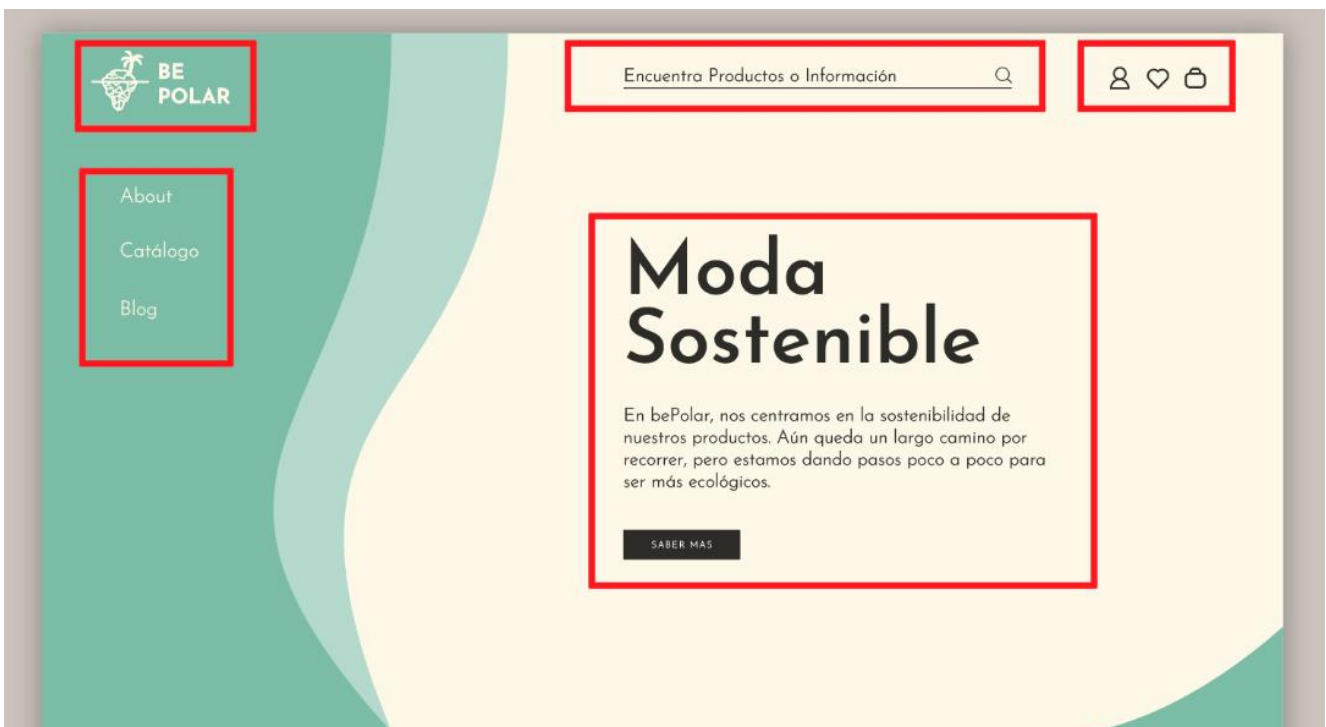 BE
POLAR
Encuentra Productos o Información
About
Catálogo
Blog
Moda
Sostenible
En bePolar, nos centramos en la sostenibilidad de
nuestros productos. Aún queda un largo camino por
recorrer, pero estamos dando pasos poco a poco para
ser más ecológicos.
SABER MAS